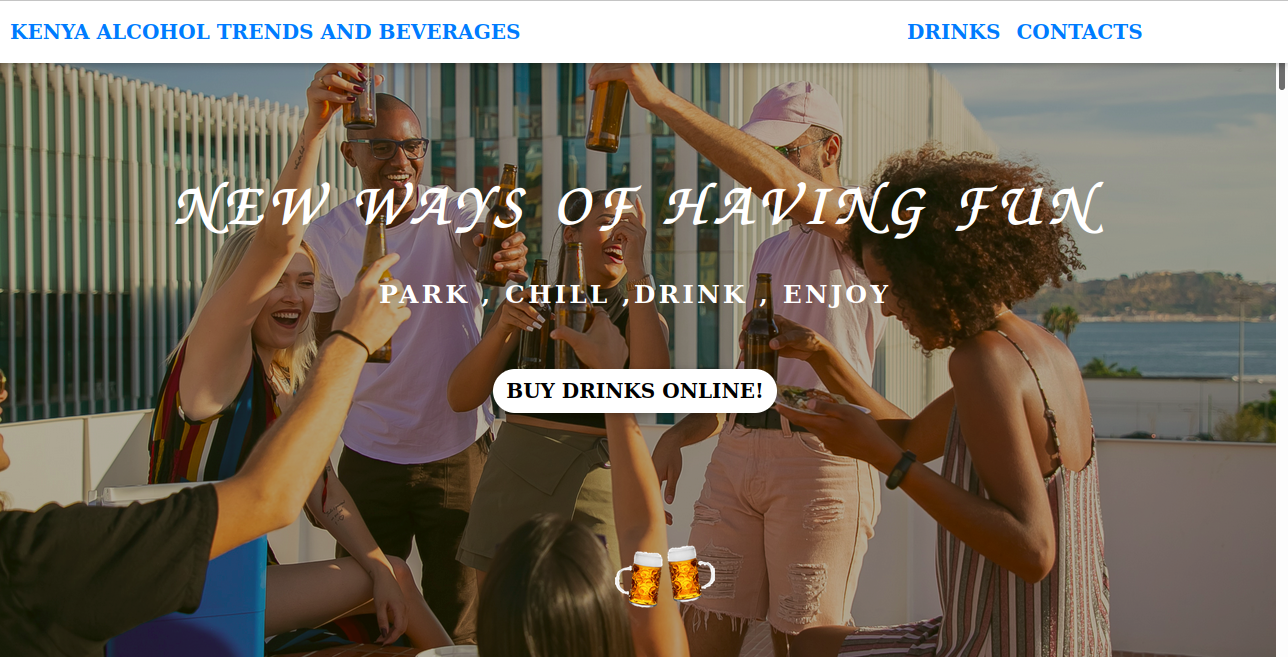 KENYA ALCOHOL TRENDS AND BEVERAGES
DRINKS CONTACTS
NEW WAYS OF HAVING FUN
PARK , CHILL ,DRINK , ENJOY
BUY DRINKS ONLINE!